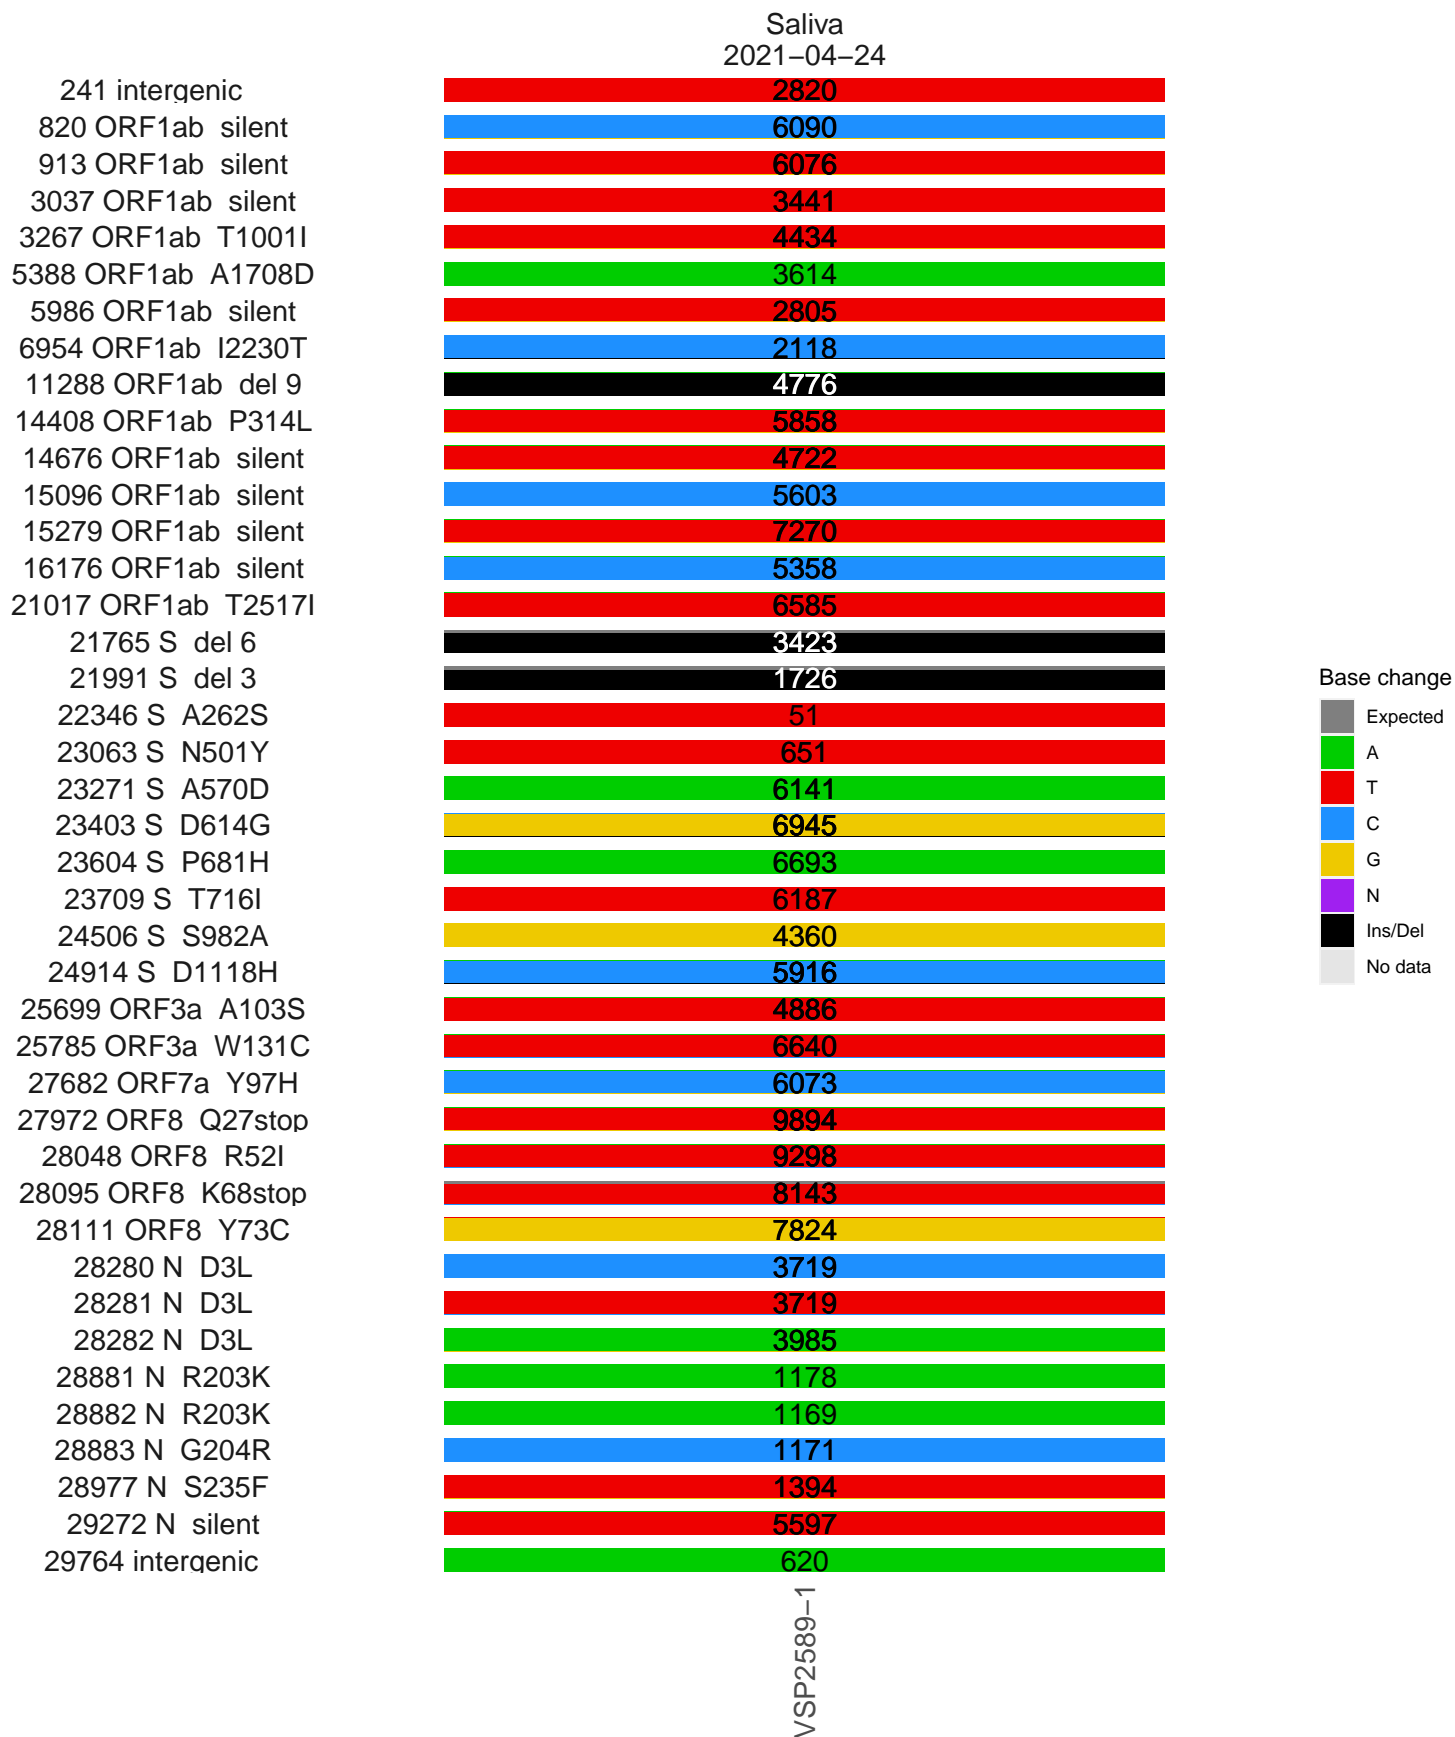 Saliva
2021−04−24
241 intergenic 2820
820 ORF1ab silent 6090
913 ORF1ab silent 6076
3037 ORF1ab silent 3441
3267 ORF1ab T1001I 4434
5388 ORF1ab A1708D 3614
5986 ORF1ab silent 2805
6954 ORF1ab I2230T 2118
11288 ORF1ab del 9 4776
14408 ORF1ab P314L 5858
14676 ORF1ab silent 4722
15096 ORF1ab silent 5603
15279 ORF1ab silent 7270
16176 ORF1ab silent 5358
21017 ORF1ab T2517I 6585
21765 S del 6 3423
21991 S del 3 1726
22346 S A262S 51
23063 S N501Y 651
23271 S A570D 6141
23403 S D614G 6945
23604 S P681H 6693
23709 S T716I 6187
24506 S S982A 4360
24914 S D1118H 5916
25699 ORF3a A103S 4886
25785 ORF3a W131C 6640
27682 ORF7a Y97H 6073
27972 ORF8 Q27stop 9894
28048 ORF8 R52I 9298
28095 ORF8 K68stop 8143
28111 ORF8 Y73C 7824
28280 N D3L 3719
28281 N D3L 3719
28282 N D3L 3985
28881 N R203K 1178
28882 N R203K 1169
28883 N G204R 1171
28977 N S235F 1394
29272 N silent 5597
29764 intergenic 620
VSP2589−1
Base change
Expected
A
T
C
G
N
Ins/Del
No data